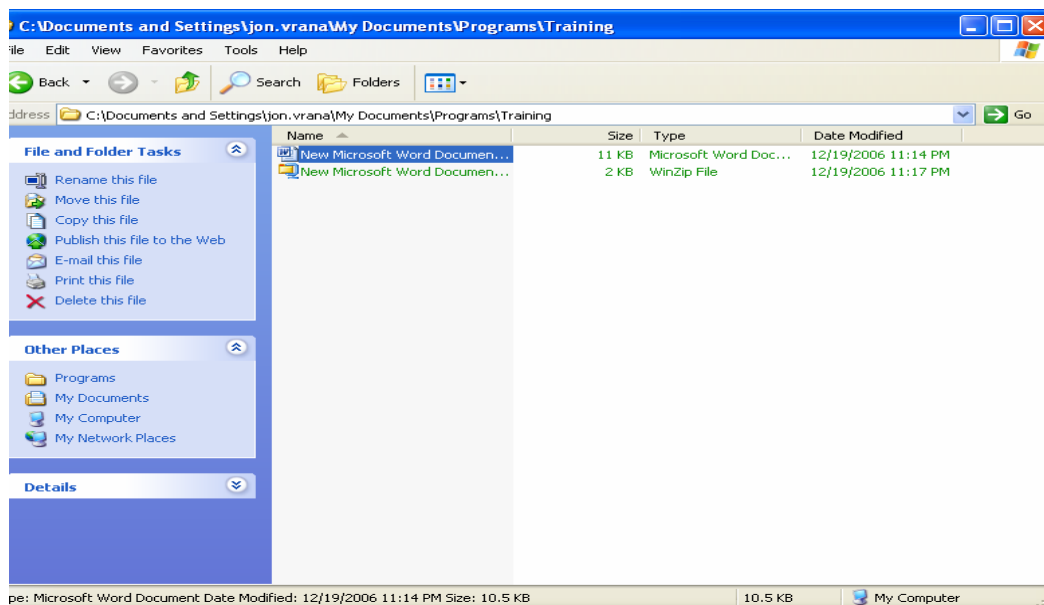 C:\Documents and Settings\jon.vrana\My Documents\Programs\Training
File Edit View Favorites Tools Help
Back Search Folders
ddress C:\Documents and Settings\jon.vrana\My Documents\Programs\Training Go
Name Size Type Date Modified
New Microsoft Word Documen... 11 KB Microsoft Word Doc... 12/19/2006 11:14 PM
New Microsoft Word Documen... 2 KB WinZip File 12/19/2006 11:17 PM
File and Folder Tasks
Rename this file
Move this file
Copy this file
Publish this file to the Web
E-mail this file
Print this file
Delete this file
Other Places
Programs
My Documents
My Computer
My Network Places
Details
pe: Microsoft Word Document Date Modified: 12/19/2006 11:14 PM Size: 10.5 KB 10.5 KB My Computer